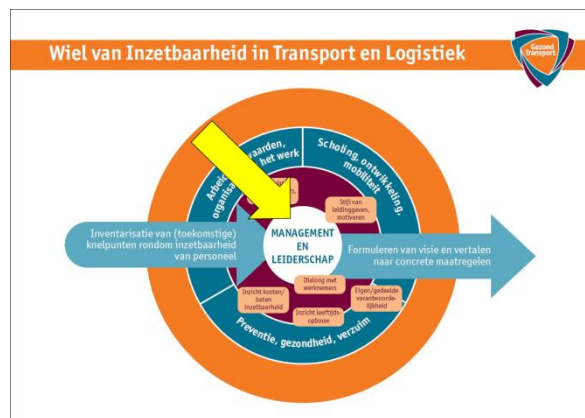 Wiel van Inzetbaarheid in Transport en Logistiek
Gezond
Transport
Scholing, ontwikkeling,
mobiliteit
het werk
Stijl van
leidinggeven,
motiveren
MANAGEMENT
EN
LEIDERSCHAP
Inventarisatie van (toekomstige)
knelpunten rondom inzetbaarheid
van personeel
Formuleren van visie en vertalen
naar concrete maatregelen
Dialoog met
werknemers
Inzicht kosten/
baten
inzetbaarheid
Inzicht leeftijds-
opbouw
Eigen/gedeelde
verantwoorde-
lijkheid
Preventie, gezondheid, verzuim